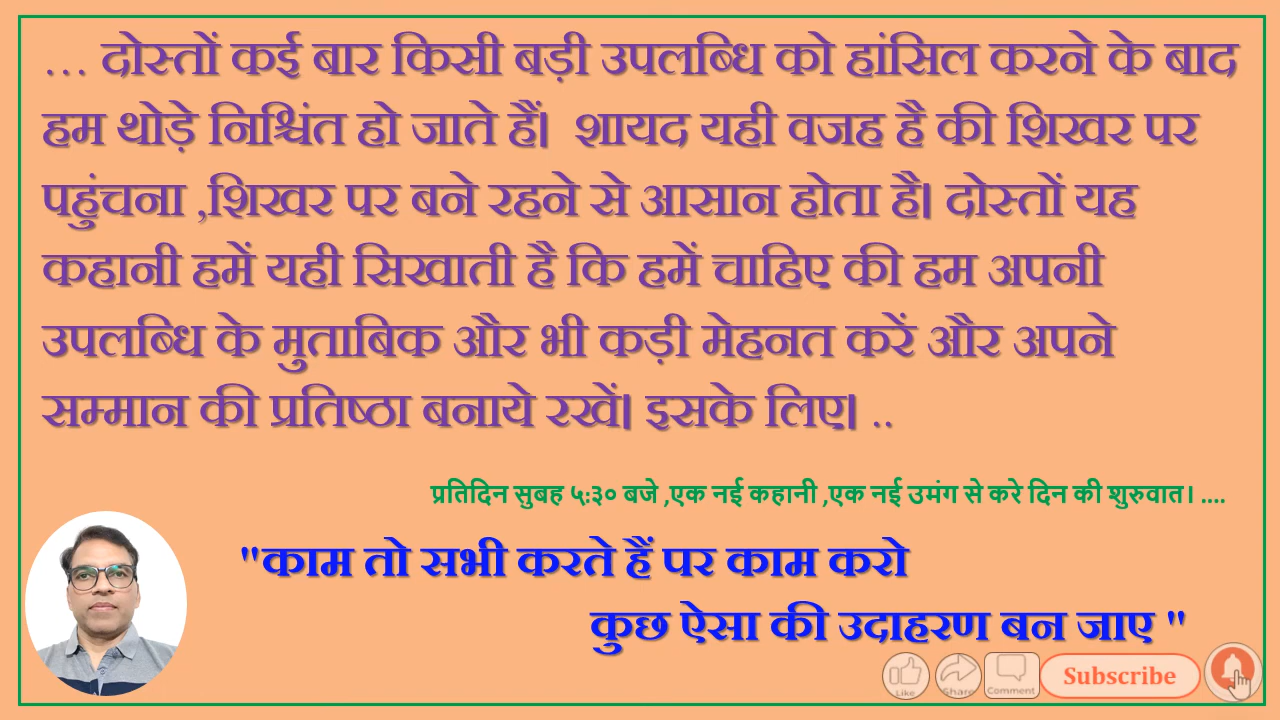 ... दोस्तों कई बार किसी बड़ी उपलब्धि को हांसिल करने के बाद
हम थोड़े निश्चिंत हो जाते हैं| शायद यही वजह है की शिखर पर
पहुंचना ,शिखर पर बने रहने से आसान होता है| दोस्तों यह
कहानी हमें यही सिखाती है कि हमें चाहिए की हम अपनी
उपलब्धि के मुताबिक और भी कड़ी मेहनत करें और अपने
सम्मान की प्रतिष्ठा बनाये रखें| इसके लिए| ..
प्रतिदिन सुबह ५:३० बजे ,एक नई कहानी ,एक नई उमंग से करे दिन की शुरुवात। ....
"काम तो सभी करते हैं पर काम करो
कुछ ऐसा की उदाहरण बन जाए "
Like Share Comment Subscribe